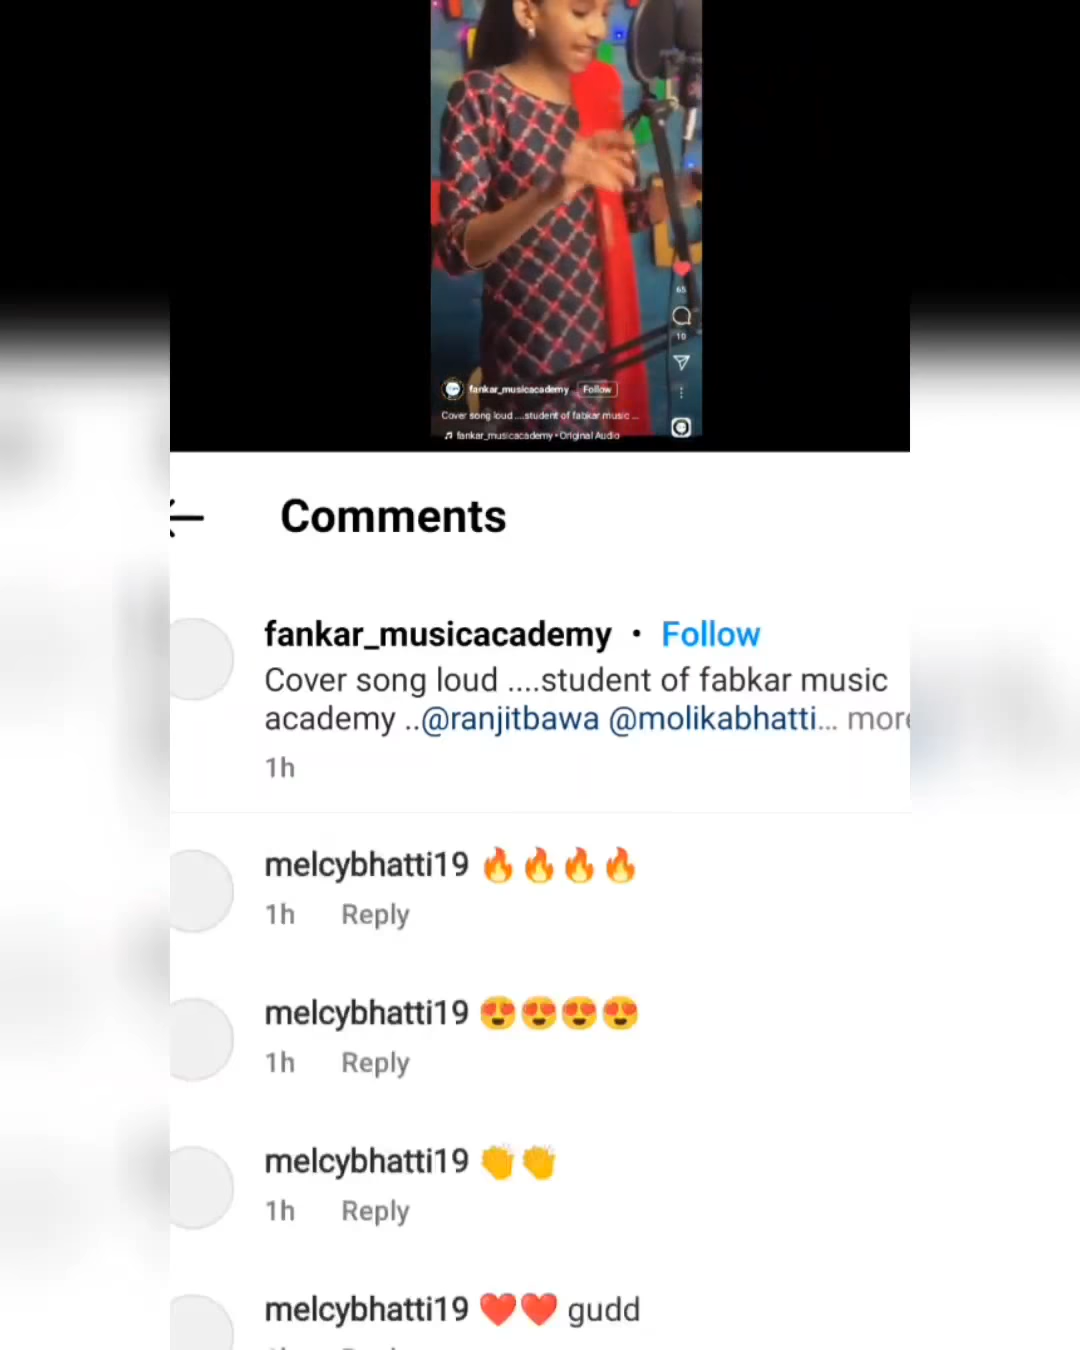 65
10
fankar_musicacademy Follow
Cover song loud ....student of fabkar music ...
fankar_musicacademy • Original Audio
Comments
fankar_musicacademy • Follow
Cover song loud ....student of fabkar music
academy ..@ranjitbawa @molikabhatti... more
1h
melcybhatti19 🔥🔥🔥🔥
1h Reply
melcybhatti19 😍😍😍😍
1h Reply
melcybhatti19 👏👏
1h Reply
melcybhatti19 ❤️❤️ gudd